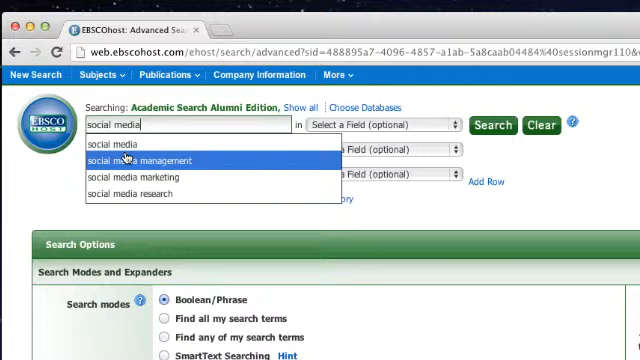 EBSCOhost: Advanced Sea
web.ebscohost.com/ehost/search/advanced?sid=488895a7-4096-4857-a1ab-5a8caab04484%40sessionmgr110&
New Search Subjects Publications Company Information More
Searching: Academic Search Alumni Edition, Show all Choose Databases
EBSCO HOST
social media in Select a Field (optional) Search Clear
social media
a Field (optional)
social media management
social media marketing
a Field (optional) Add Row
social media research
ory
Search Options
Search Modes and Expanders
Search modes Boolean/Phrase
Find all my search terms
Find any of my search terms
SmartText Searching Hint